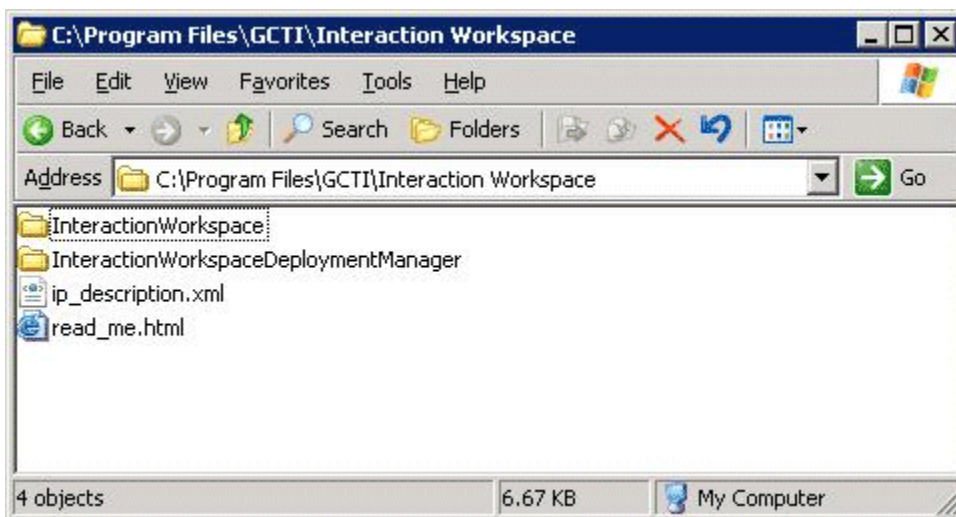 C:\Program Files\GCTI\Interaction Workspace
File Edit View Favorites Tools Help
Back Search Folders
Address C:\Program Files\GCTI\Interaction Workspace Go
InteractionWorkspace
InteractionWorkspaceDeploymentManager
ip_description.xml
read_me.html
4 objects 6.67 KB My Computer